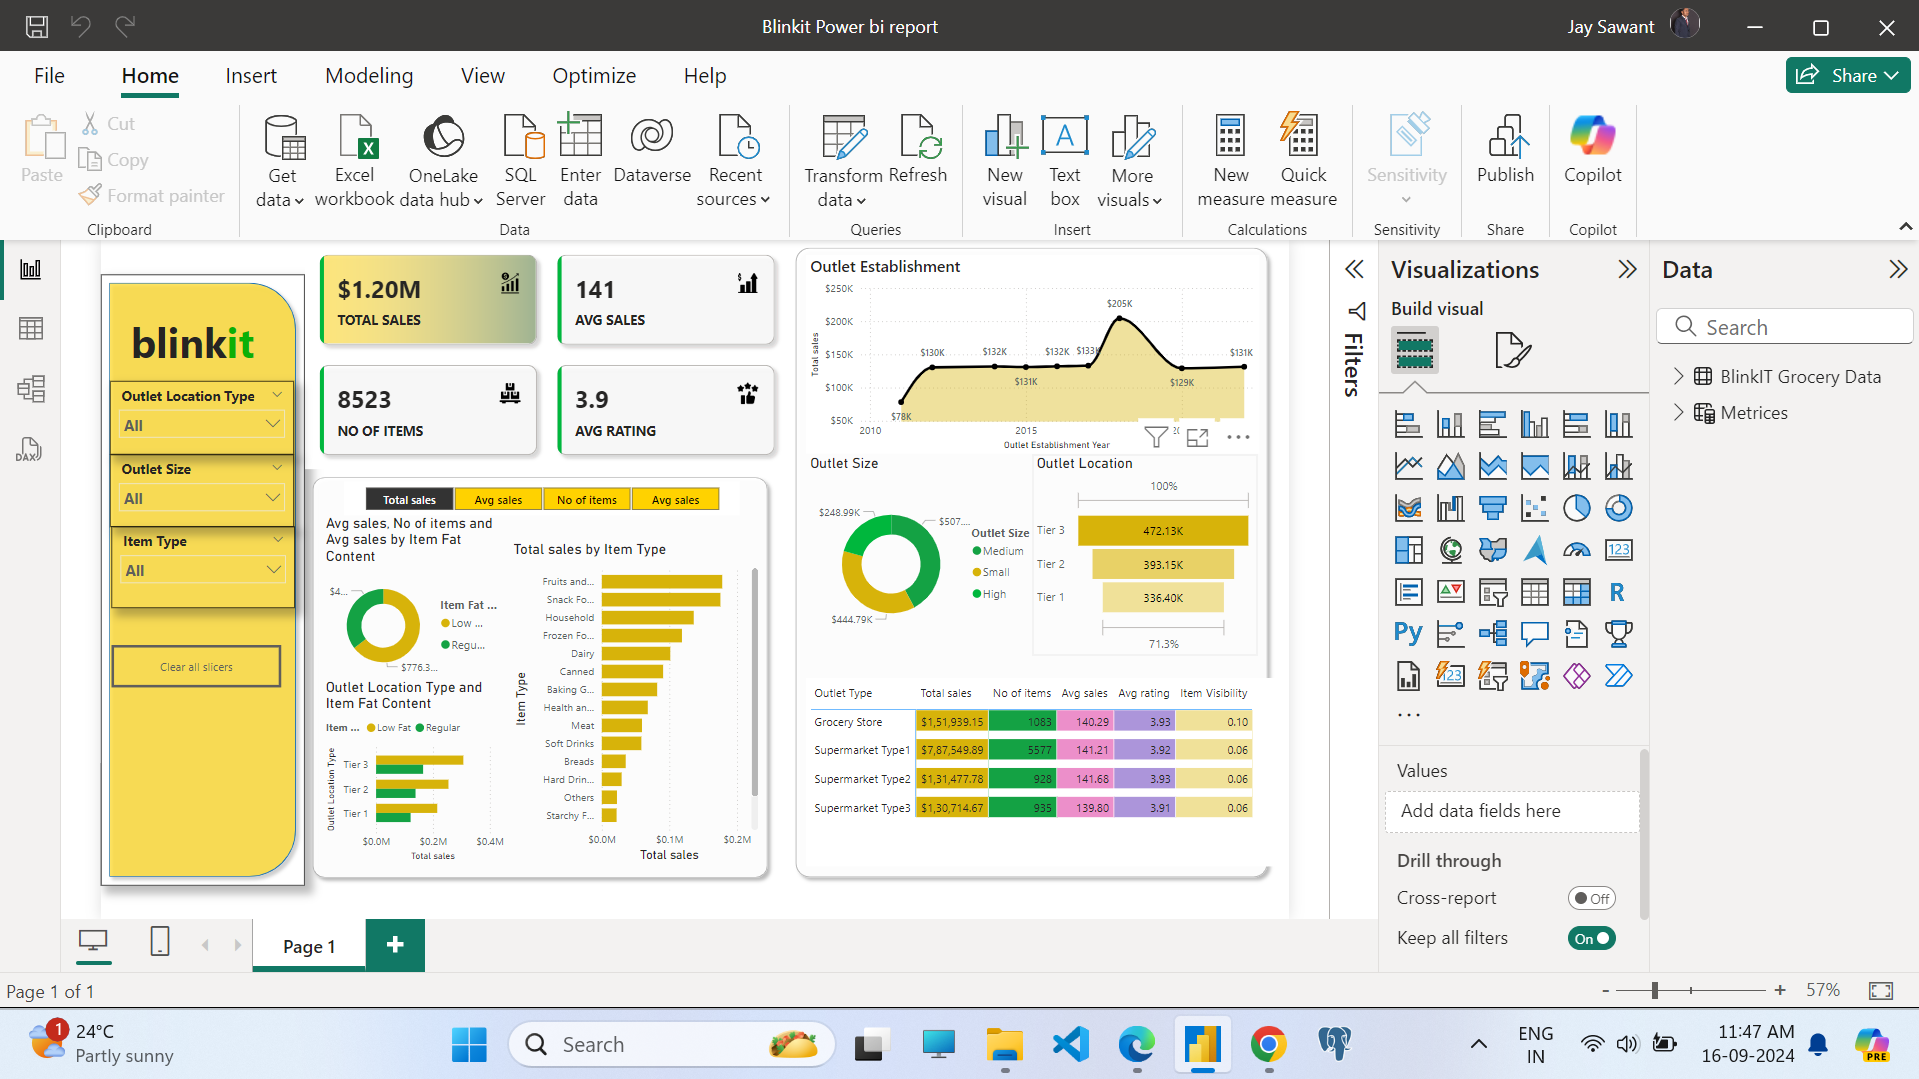 Blinkit Power bi report
Jay Sawant
File
Home
Insert
Modeling
View
Optimize
Help
Share
Paste
Cut
Copy
Format painter
Clipboard
Get data
Excel workbook
OneLake data hub
SQL Server
Enter data
Dataverse
Recent sources
Data
Transform data
Refresh
Queries
New visual
Text box
More visuals
Insert
New measure
Quick measure
Calculations
Sensitivity
Sensitivity
Publish
Share
Copilot
Copilot
DAX
blinkit
Outlet Location Type
All
Outlet Size
All
Item Type
All
Clear all slicers
$1.20M
TOTAL SALES
141
AVG SALES
8523
NO OF ITEMS
3.9
AVG RATING
Total sales
Avg sales
No of items
Avg sales
Avg sales, No of items and
Avg sales by Item Fat
Content
$4...
$776.3...
Item Fat ...
Low ...
Regu...
Outlet Location Type and
Item Fat Content
Item ...
Low Fat
Regular
Outlet Location Type
Tier 3
Tier 2
Tier 1
$0.0M
$0.2M
$0.4M
Total sales
Total sales by Item Type
Item Type
Fruits and...
Snack Fo...
Household
Frozen Fo...
Dairy
Canned
Baking G...
Health an...
Meat
Soft Drinks
Breads
Hard Drin...
Others
Starchy F...
$0.0M
$0.1M
$0.2M
Total sales
Outlet Establishment
Total sales
$250K
$200K
$150K
$100K
$50K
$78K
$130K
$132K
$131K
$132K
$133K
$205K
$129K
$131K
2010
2015
Outlet Establishment Year
Outlet Size
$248.99K
$507....
$444.79K
Outlet Size
Medium
Small
High
Outlet Location
100%
Tier 3
472.13K
Tier 2
393.15K
Tier 1
336.40K
71.3%
Outlet Type Total sales No of items Avg sales Avg rating Item Visibility
Grocery Store $1,51,939.15 1083 140.29 3.93 0.10
Supermarket Type1 $7,87,549.89 5577 141.21 3.92 0.06
Supermarket Type2 $1,31,477.78 928 141.68 3.93 0.06
Supermarket Type3 $1,30,714.67 935 139.80 3.91 0.06
Filters
Visualizations
Build visual
123
R
Py
123
Values
Add data fields here
Drill through
Cross-report
Off
Keep all filters
On
Data
Search
BlinkIT Grocery Data
Metrices
Page 1
Page 1 of 1
57%
1
24°C
Partly sunny
Search
ENG
IN
11:47 AM
16-09-2024
PRE